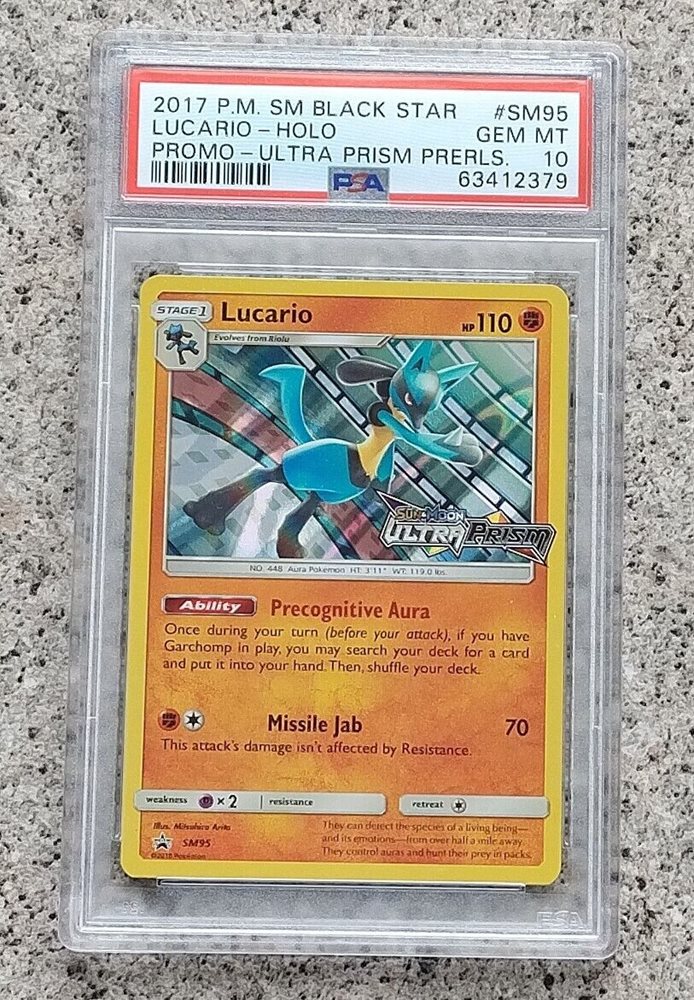 2017 P.M. SM BLACK STAR #SM95
LUCARIO - HOLO GEM MT
PROMO - ULTRA PRISM PRERLS. 10
PSA 63412379
STAGE 1 Lucario HP 110
Evolves from Riolu
SUN & MOON
ULTRA PRISM
NO. 448 Aura Pokémon HT: 3'11" WT: 119.0 lbs.
Ability Precognitive Aura
Once during your turn (before your attack), if you have
Garchomp in play, you may search your deck for a card
and put it into your hand. Then, shuffle your deck.
Missile Jab 70
This attack's damage isn't affected by Resistance.
weakness ×2 resistance retreat
Illus. Mitsuhiro Arita
They can detect the species of a living being—
and its emotions—from over half a mile away.
They control auras and hunt their prey in packs.
SM95
©2018 Pokémon
PSA